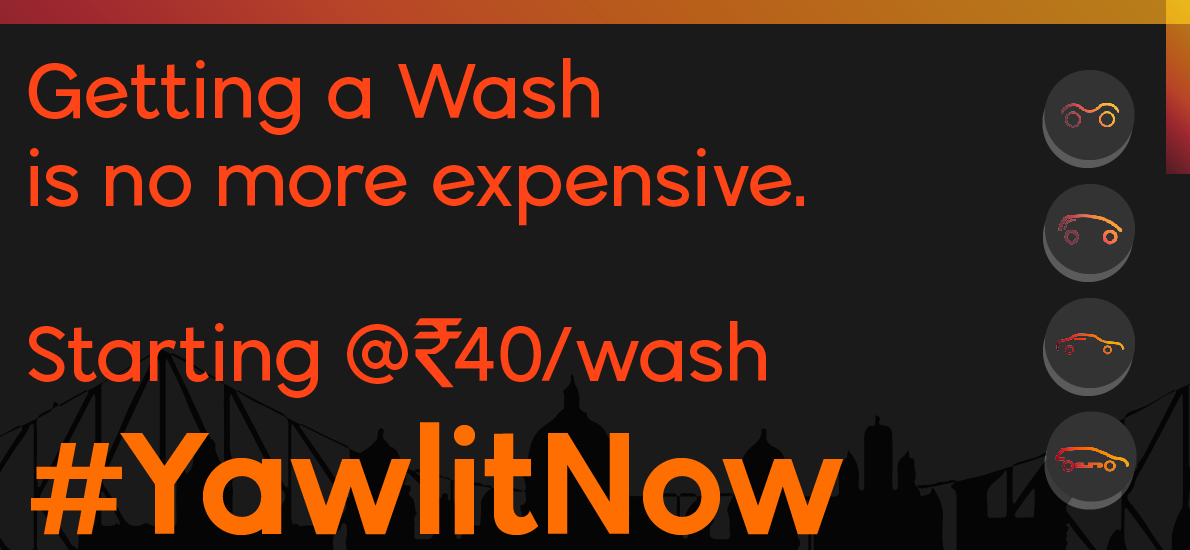 Getting a Wash
is no more expensive.
Starting @₹40/wash
#YawlitNow